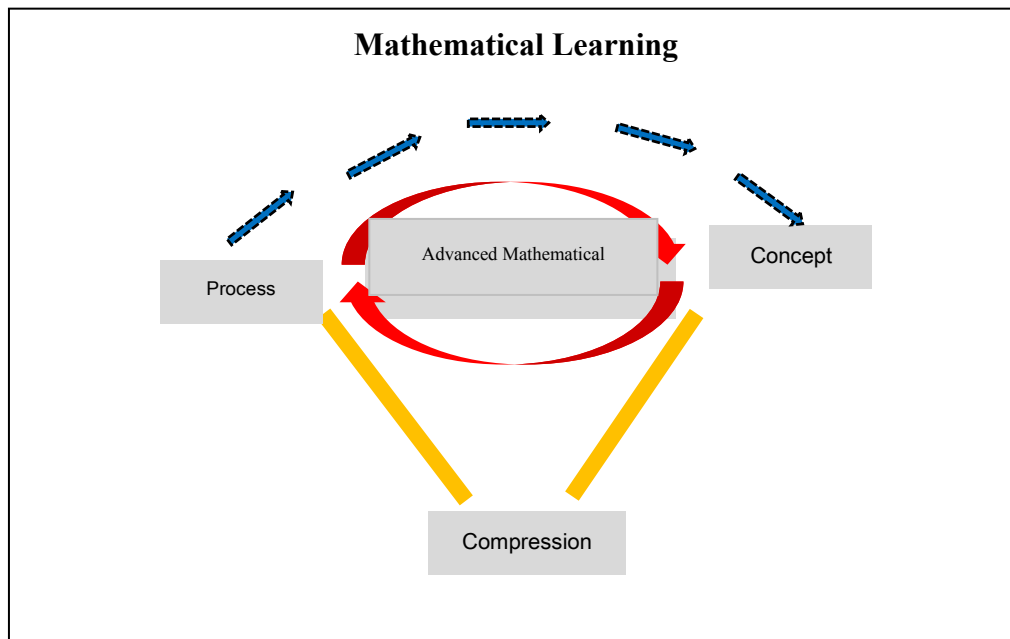 Mathematical Learning
Advanced Mathematical
Concept
Process
Compression